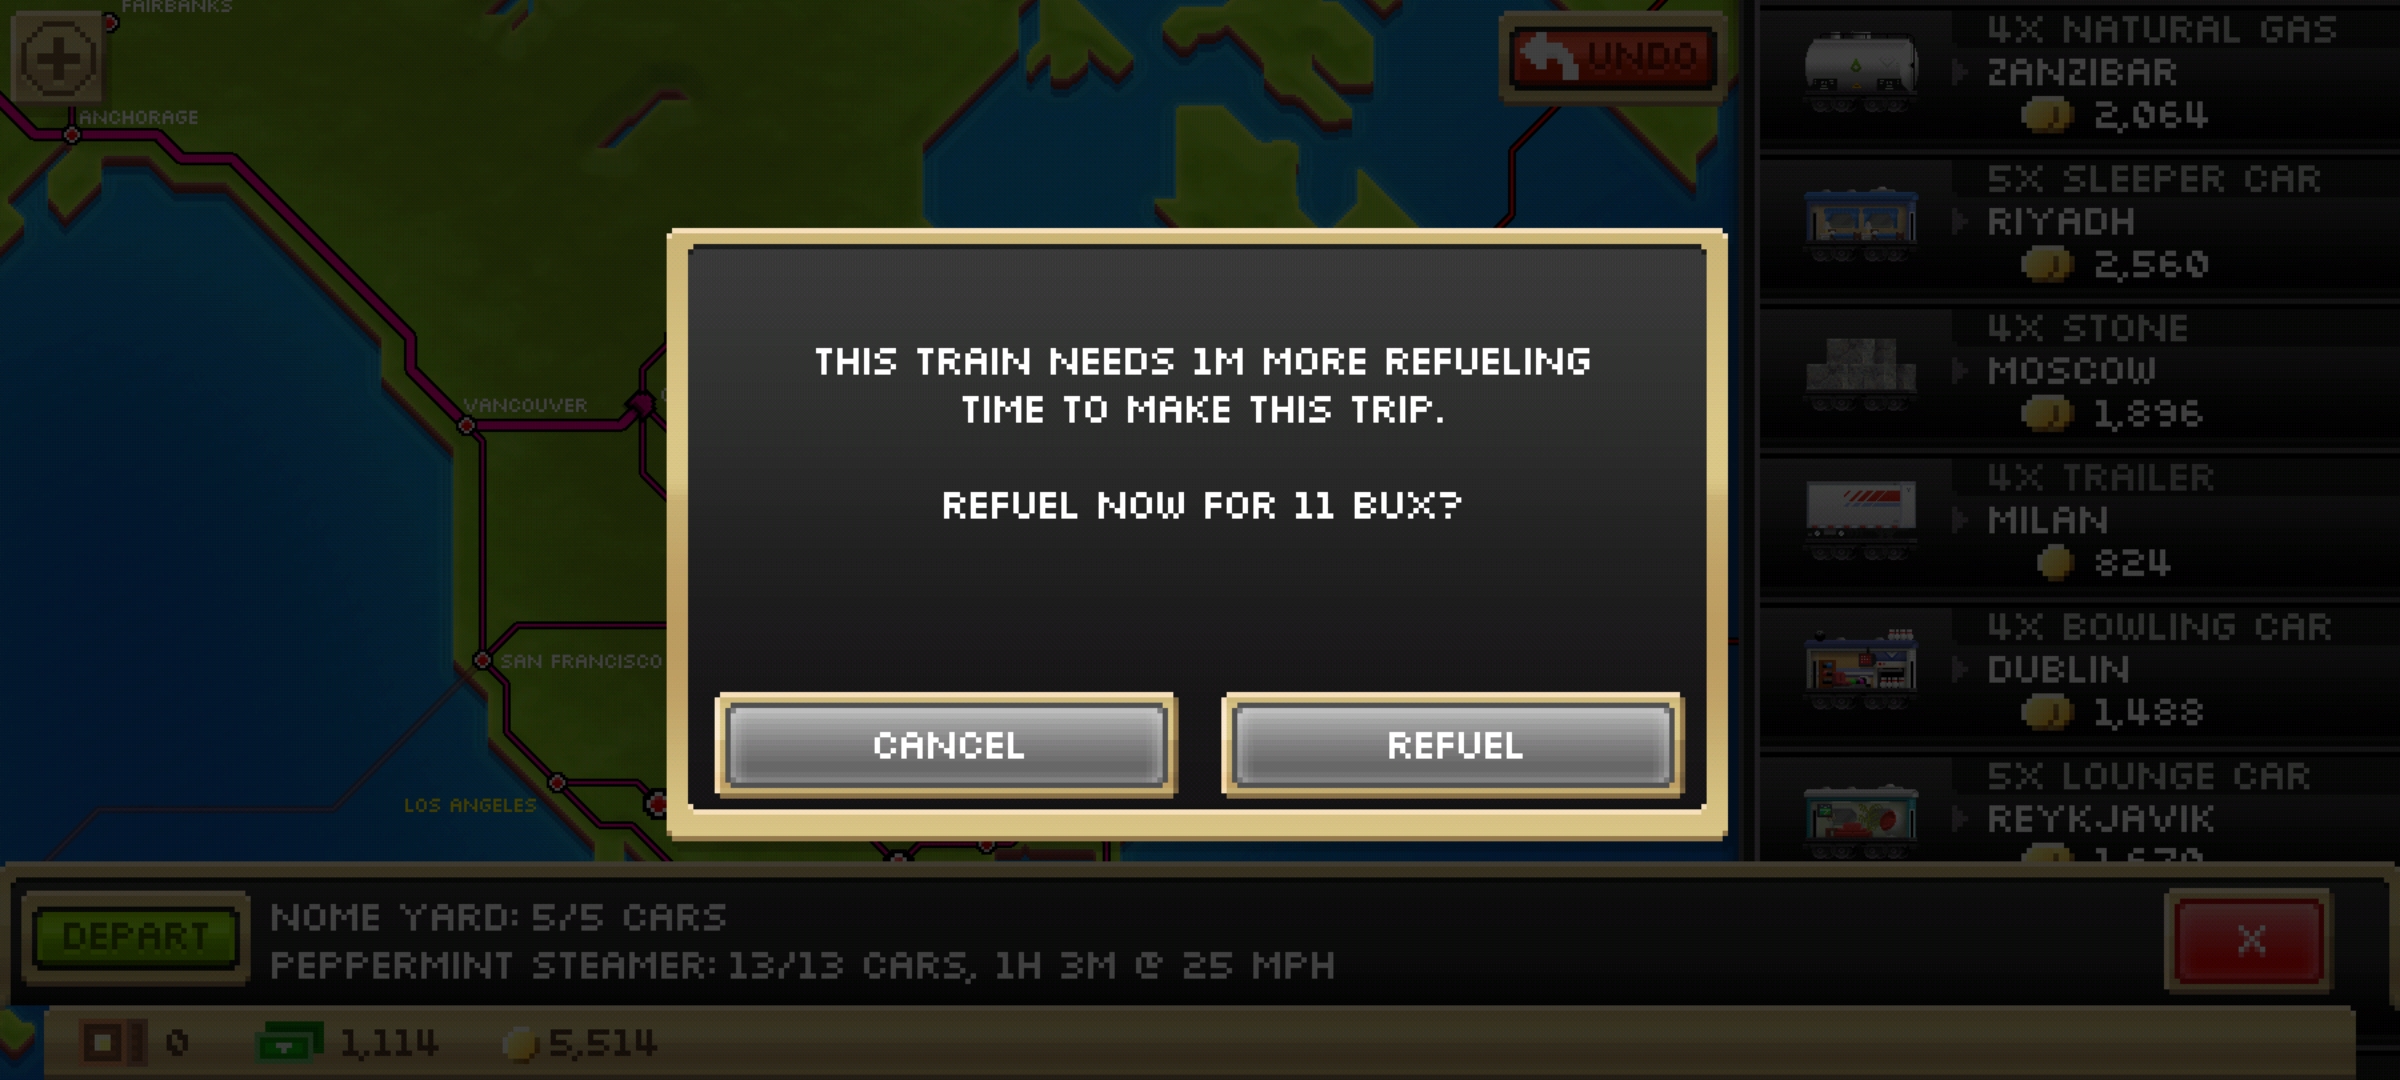 FAIRBANKS
ANCHORAGE
UNDO
VANCOUVER
SAN FRANCISCO
LOS ANGELES
THIS TRAIN NEEDS 1M MORE REFUELING
TIME TO MAKE THIS TRIP.
REFUEL NOW FOR 11 BUX?
CANCEL
REFUEL
4X NATURAL GAS
ZANZIBAR
2,064
5X SLEEPER CAR
RIYADH
2,560
4X STONE
MOSCOW
1,896
4X TRAILER
MILAN
824
4X BOWLING CAR
DUBLIN
1,488
5X LOUNGE CAR
REYKJAVIK
1,670
DEPART
NOME YARD: 5/5 CARS
PEPPERMINT STEAMER: 13/13 CARS, 1H 3M @ 25 MPH
X
0
1,114
5,514